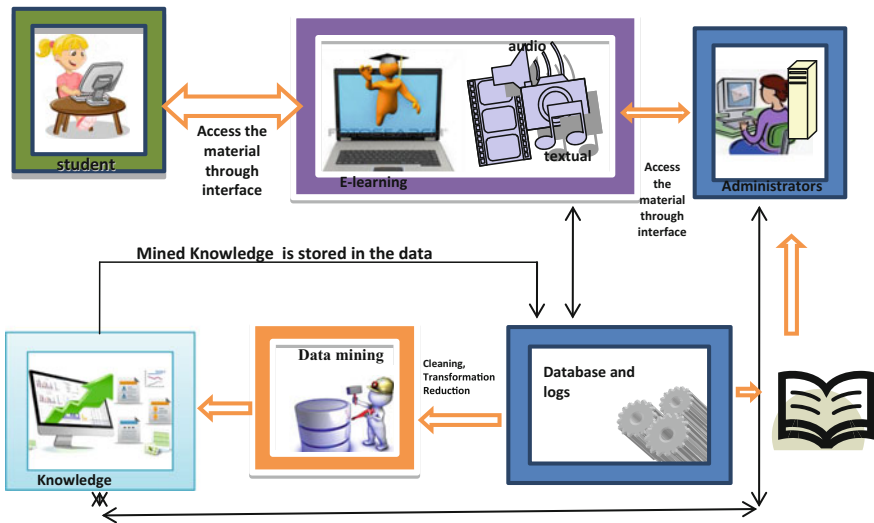 audio
textual
FOTOSEARCH
E-learning
student
Access the
material
through
interface
Access
the
material
through
interface
Administrators
Mined Knowledge is stored in the data
Data mining
Cleaning,
Transformation
Reduction
Database and
logs
Knowledge